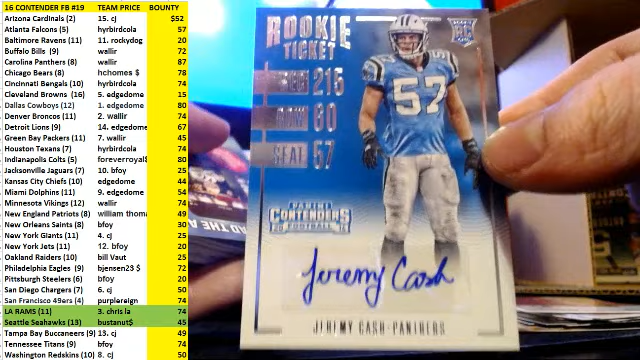 16 CONTENDER FB #19 TEAM PRICE BOUNTY
Arizona Cardinals (2) 15. cj $52
Atlanta Falcons (5) hyrbirdcola 57
Baltimore Ravens (11) 11. rockydog 20
Buffalo Bills (9) wallir 72
Carolina Panthers (8) wallir 87
Chicago Bears (8) hchomes $ 78
Cincinnati Bengals (10) hyrbirdcola 74
Cleveland Browns (16) 5. edgedome 15
Dallas Cowboys (12) 1. edgedome 80
Denver Broncos (11) 2. wallir 74
Detroit Lions (9) 14. edgedome 67
Green Bay Packers (11) 7. wallir 45
Houston Texans (7) hyrbirdcola 74
Indianapolis Colts (5) foreverroyal$ 80
Jacksonville Jaguars (7) 10. bfoy 25
Kansas City Chiefs (10) edgedome 44
Miami Dolphins (11) 9. edgedome 54
Minnesota Vikings (12) wallir 74
New England Patriots (8) william thoma 49
New Orleans Saints (8) bfoy 30
New York Giants (11) 4. cj 25
New York Jets (11) 12. bfoy 20
Oakland Raiders (10) bill Vaut 25
Philadelphia Eagles (9) bjensen23 $ 72
Pittsburgh Steelers (6) bfoy 20
San Diego Chargers (7) 6. cj 50
San Francisco 49ers (4) purplereign 74
LA RAMS (11) 3. chris la 74
Seattle Seahawks (13) bustanut$ 45
Tampa Bay Buccaneers (9) 13. cj 49
Tennessee Titans (9) bfoy 74
Washington Redskins (10) 8. cj 50
ROOKIE
TICKET
RC
215
ROW 60
SEAT 57
57
PANINI
CONTENDERS
FOOTBALL
Jeremy Cash
JEREMY CASH-PANTHERS